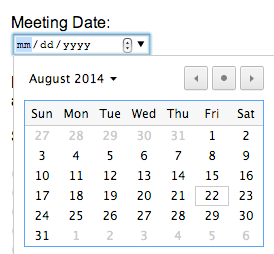 Meeting Date:
mm/dd/yyyy
August 2014
Sun Mon Tue Wed Thu Fri Sat
27 28 29 30 31 1 2
3 4 5 6 7 8 9
10 11 12 13 14 15 16
17 18 19 20 21 22 23
24 25 26 27 28 29 30
31 1 2 3 4 5 6